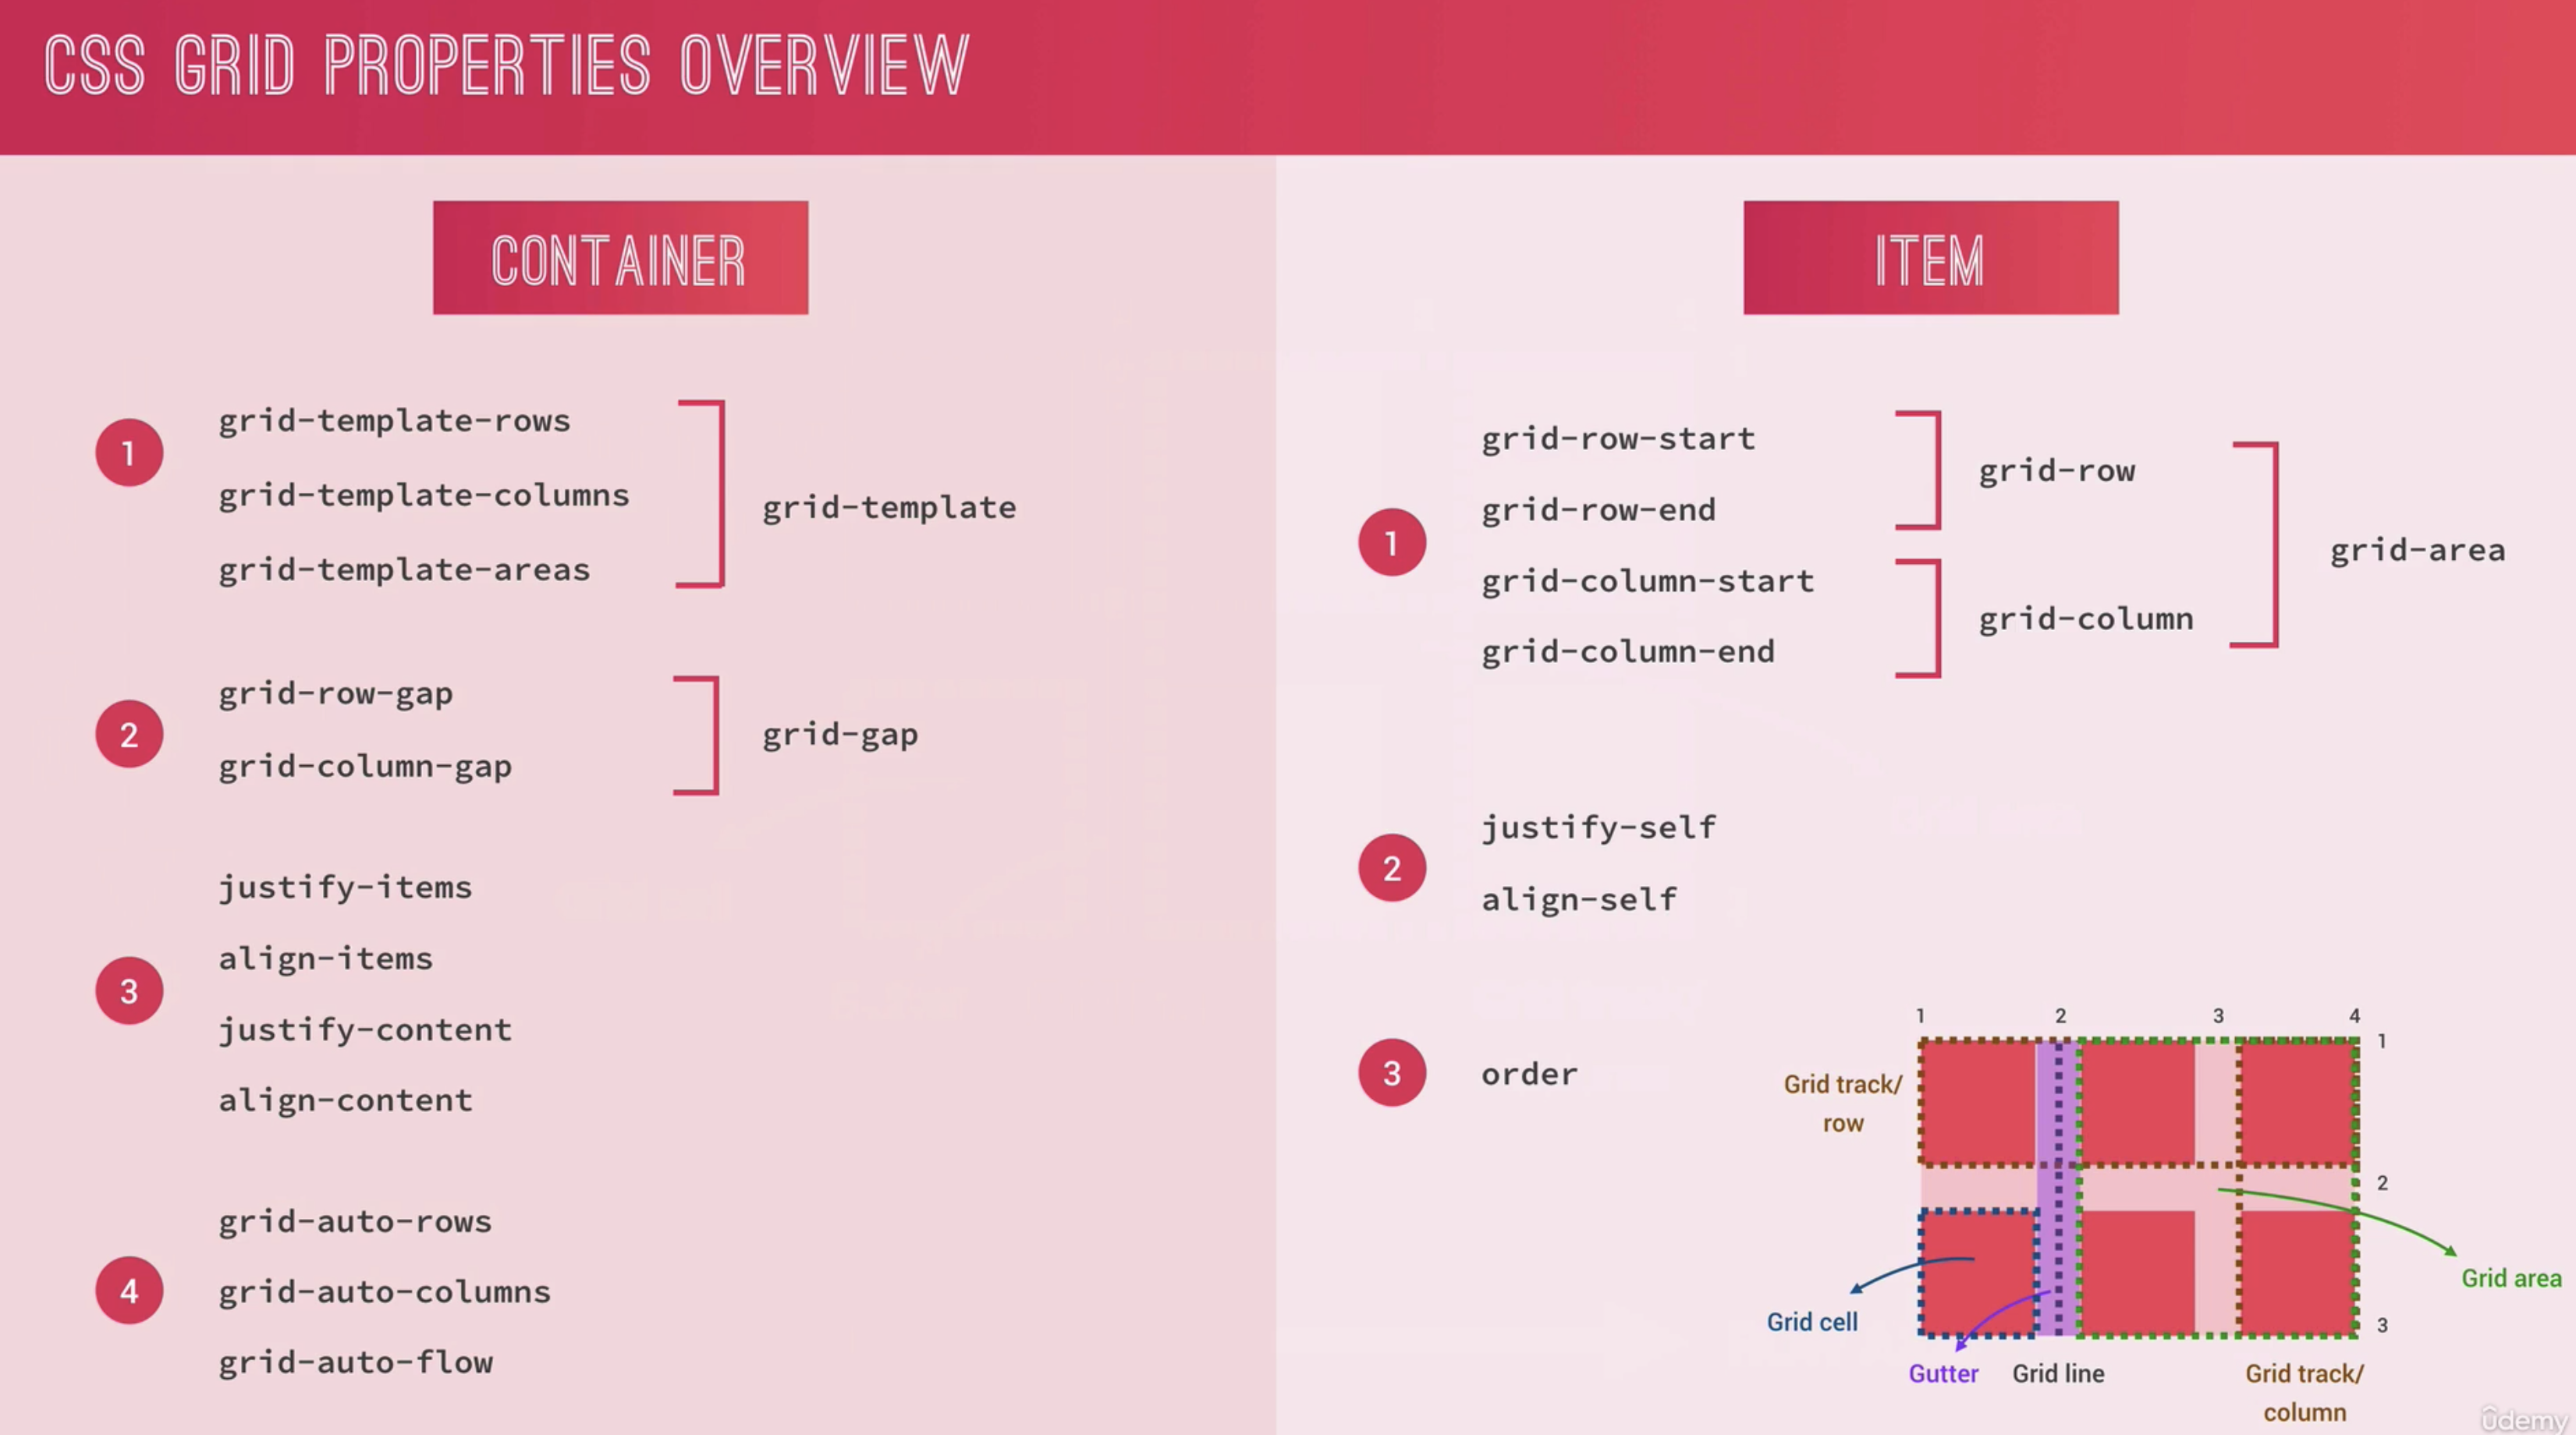 CSS GRID PROPERTIES OVERVIEW
CONTAINER
1
grid-template-rows
grid-template-columns
grid-template-areas
grid-template
2
grid-row-gap
grid-column-gap
grid-gap
3
justify-items
align-items
justify-content
align-content
4
grid-auto-rows
grid-auto-columns
grid-auto-flow
ITEM
1
grid-row-start
grid-row-end
grid-column-start
grid-column-end
grid-row
grid-column
grid-area
2
justify-self
align-self
3
order
1 2 3 4
1
2
3
Grid track/
row
Grid cell
Gutter
Grid line
Grid track/
column
Grid area
ûdemy